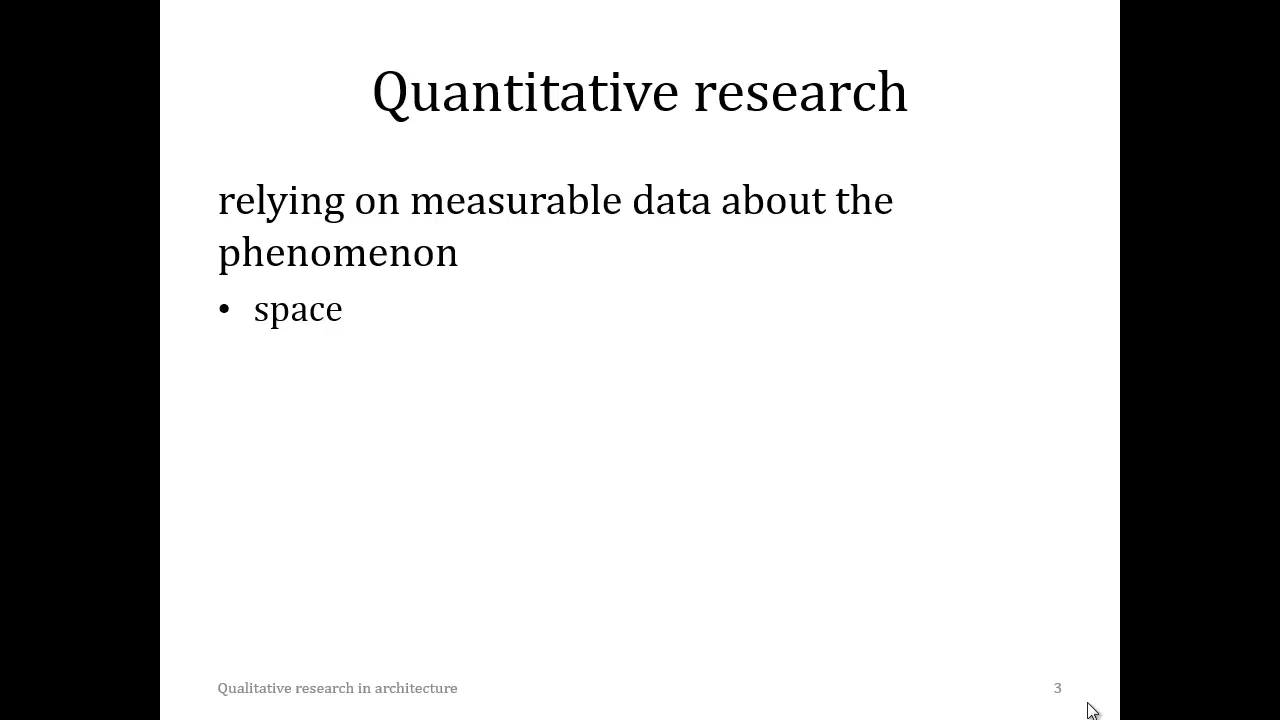 Quantitative research
relying on measurable data about the
phenomenon
• space
Qualitative research in architecture
3